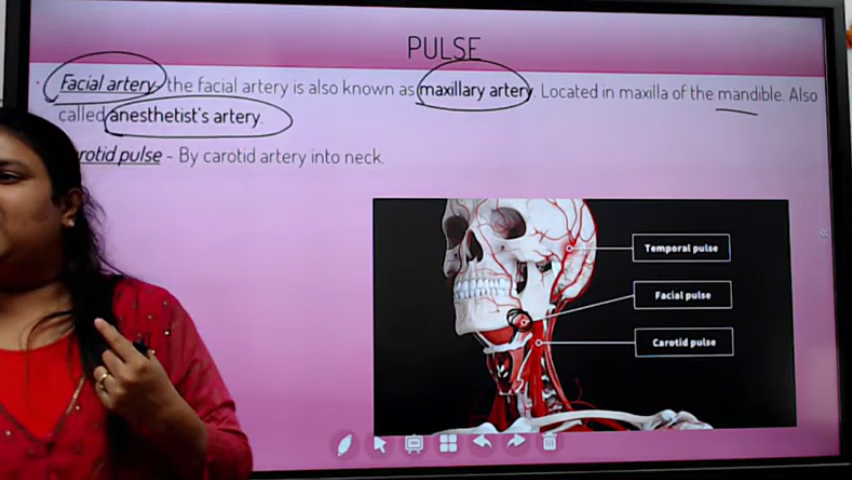 PULSE
Facial artery- the facial artery is also known as maxillary artery. Located in maxilla of the mandible. Also
called anesthetist's artery.
rotid pulse - By carotid artery into neck.
Temporal pulse
Facial pulse
Carotid pulse